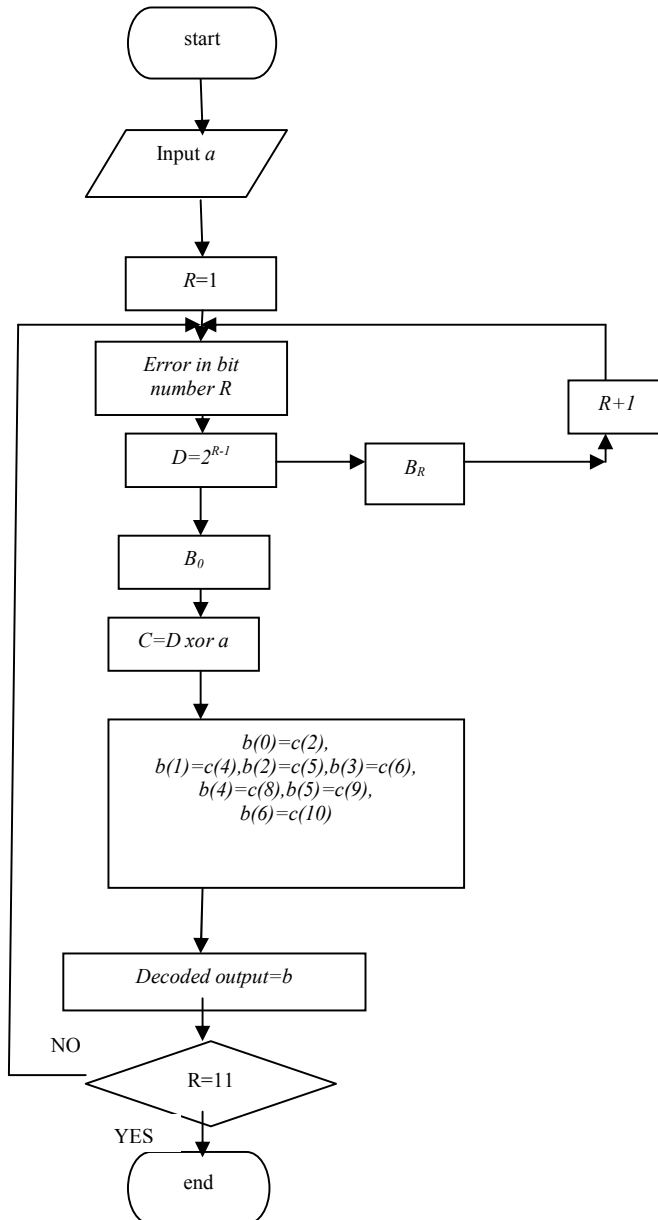 start
Input a
R=1
Error in bit
number R
R+1
D=2^{R-1}
B_R
B_0
C=D xor a
b(0)=c(2),
b(1)=c(4),b(2)=c(5),b(3)=c(6),
b(4)=c(8),b(5)=c(9),
b(6)=c(10)
Decoded output=b
NO
R=11
YES
end